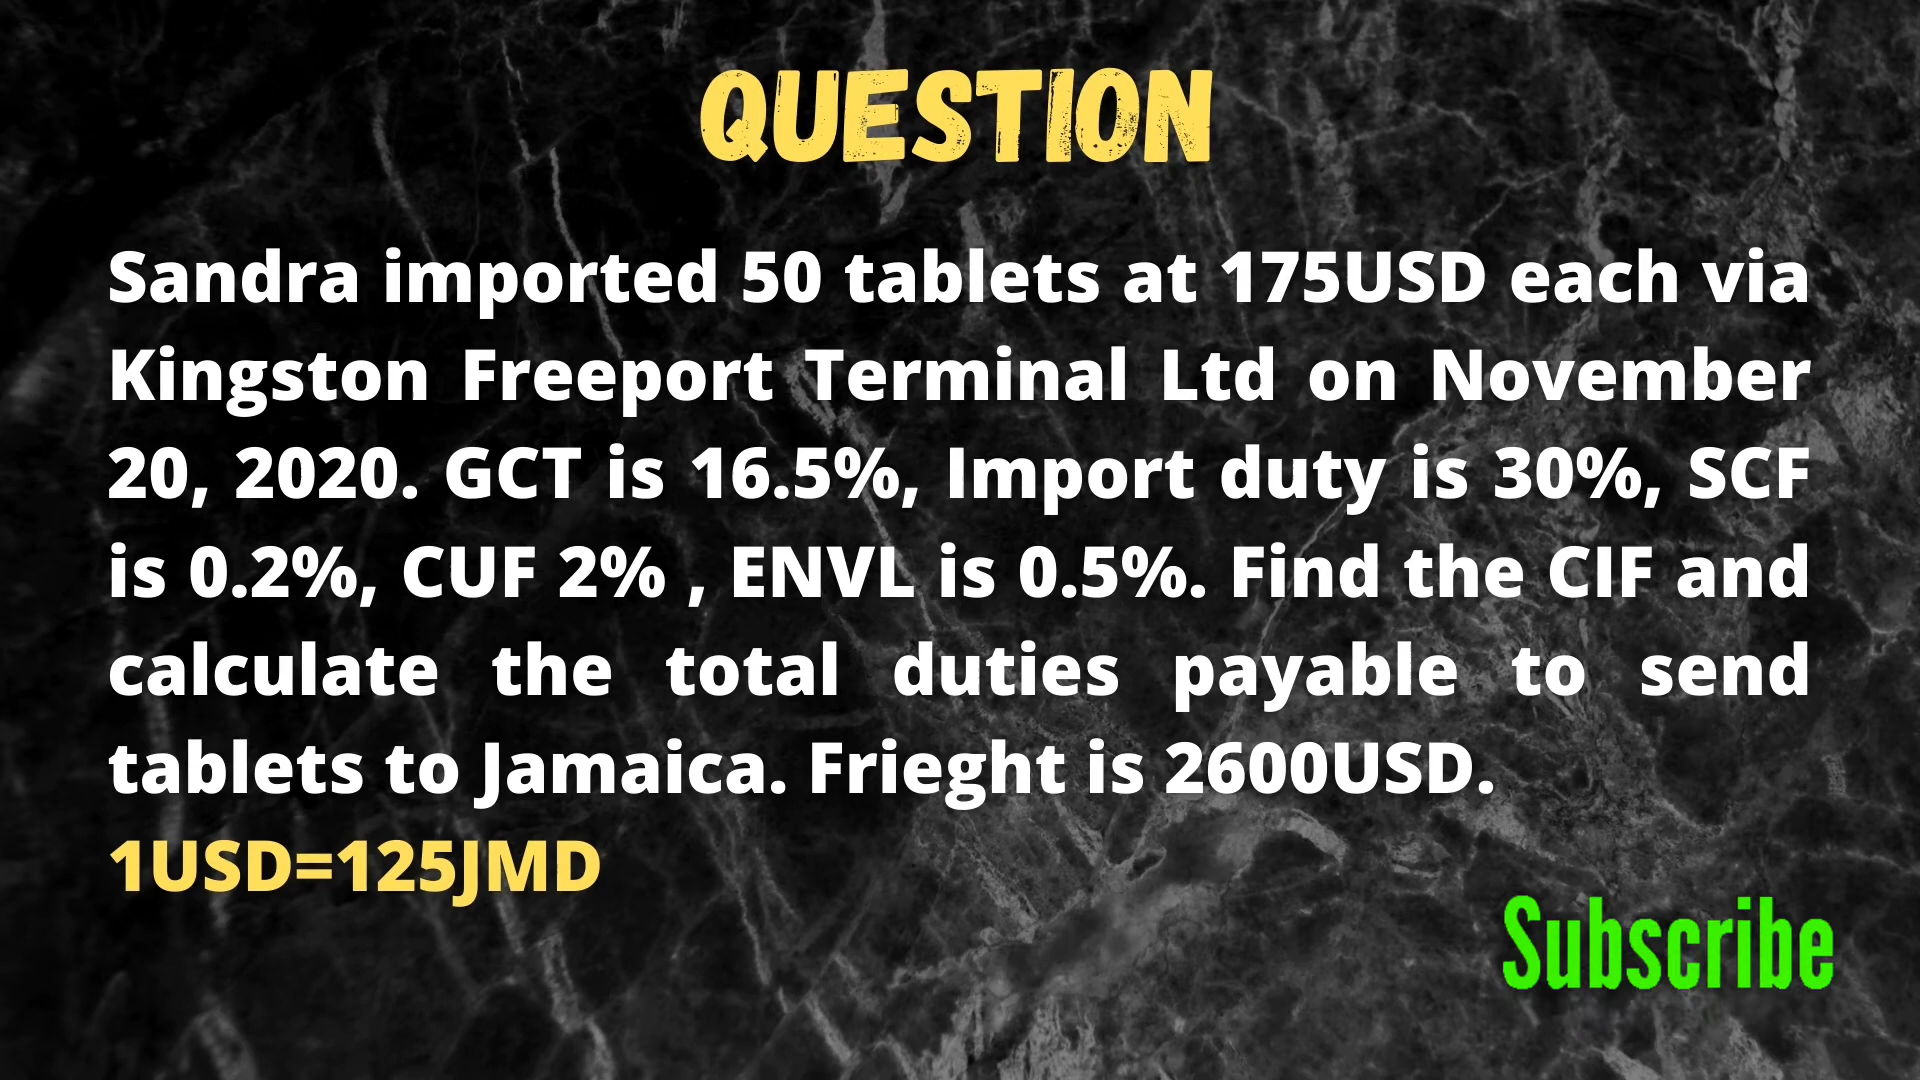 QUESTION
Sandra imported 50 tablets at 175USD each via
Kingston Freeport Terminal Ltd on November
20, 2020. GCT is 16.5%, Import duty is 30%, SCF
is 0.2%, CUF 2% , ENVL is 0.5%. Find the CIF and
calculate the total duties payable to send
tablets to Jamaica. Frieght is 2600USD.
1USD=125JMD
Subscribe